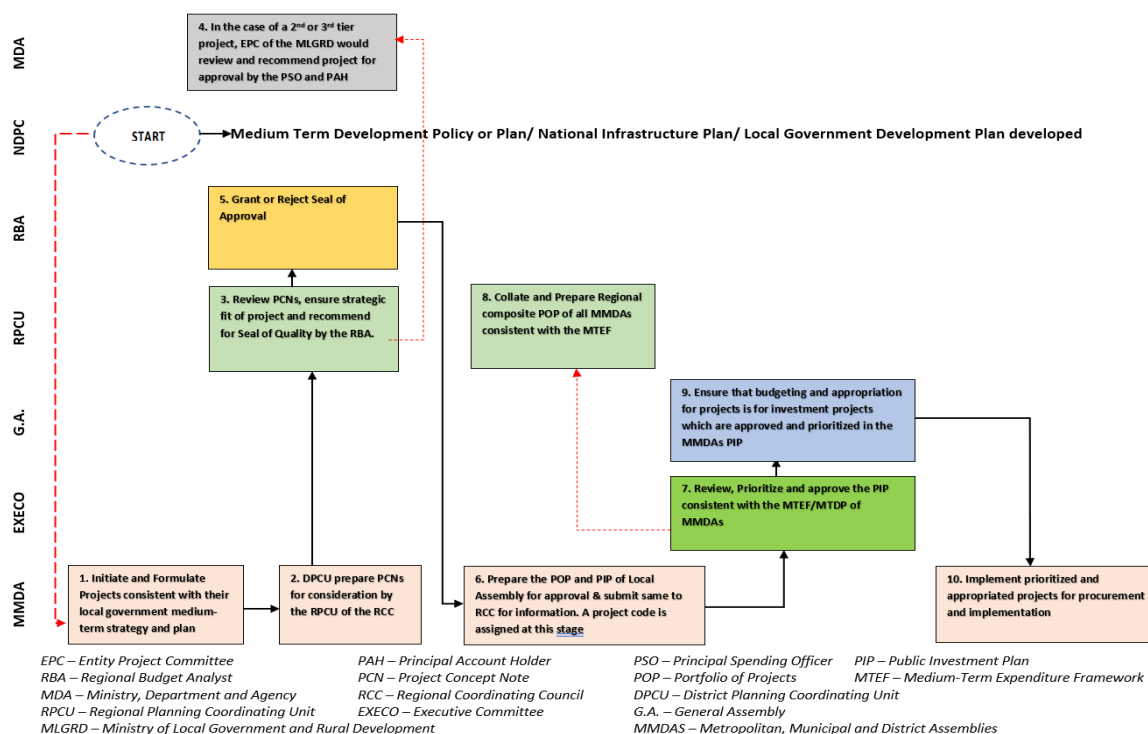 MDA
4. In the case of a 2nd or 3rd tier
project, EPC of the MLGRD would
review and recommend project for
approval by the PSO and PAH
NDPC
START
Medium Term Development Policy or Plan/ National Infrastructure Plan/ Local Government Development Plan developed
RBA
5. Grant or Reject Seal of
Approval
RPCU
3. Review PCNs, ensure strategic
fit of project and recommend
for Seal of Quality by the RBA.
8. Collate and Prepare Regional
composite POP of all MMDAs
consistent with the MTEF
G.A.
9. Ensure that budgeting and appropriation
for projects is for investment projects
which are approved and prioritized in the
MMDAs PIP
EXECO
7. Review, Prioritize and approve the PIP
consistent with the MTEF/MTDP of
MMDAs
MMDA
1. Initiate and Formulate
Projects consistent with their
local government medium-
term strategy and plan
2. DPCU prepare PCNs
for consideration by
the RPCU of the RCC
6. Prepare the POP and PIP of Local
Assembly for approval & submit same to
RCC for information. A project code is
assigned at this stage
10. Implement prioritized and
appropriated projects for procurement
and implementation
EPC – Entity Project Committee
PAH – Principal Account Holder
PSO – Principal Spending Officer
PIP – Public Investment Plan
RBA – Regional Budget Analyst
PCN – Project Concept Note
POP – Portfolio of Projects
MTEF – Medium-Term Expenditure Framework
MDA – Ministry, Department and Agency
RCC – Regional Coordinating Council
DPCU – District Planning Coordinating Unit
RPCU – Regional Planning Coordinating Unit
EXECO – Executive Committee
G.A. – General Assembly
MLGRD – Ministry of Local Government and Rural Development
MMDAS – Metropolitan, Municipal and District Assemblies